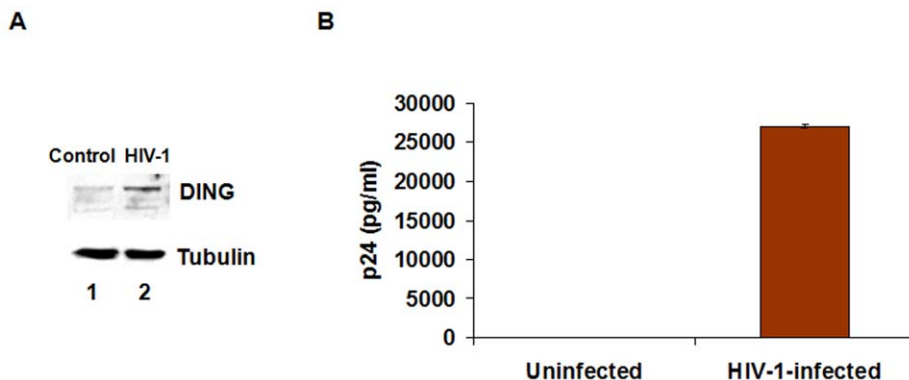 A
B
Control HIV-1
DING
Tubulin
1 2
p24 (pg/ml)
30000
25000
20000
15000
10000
5000
0
Uninfected HIV-1-infected